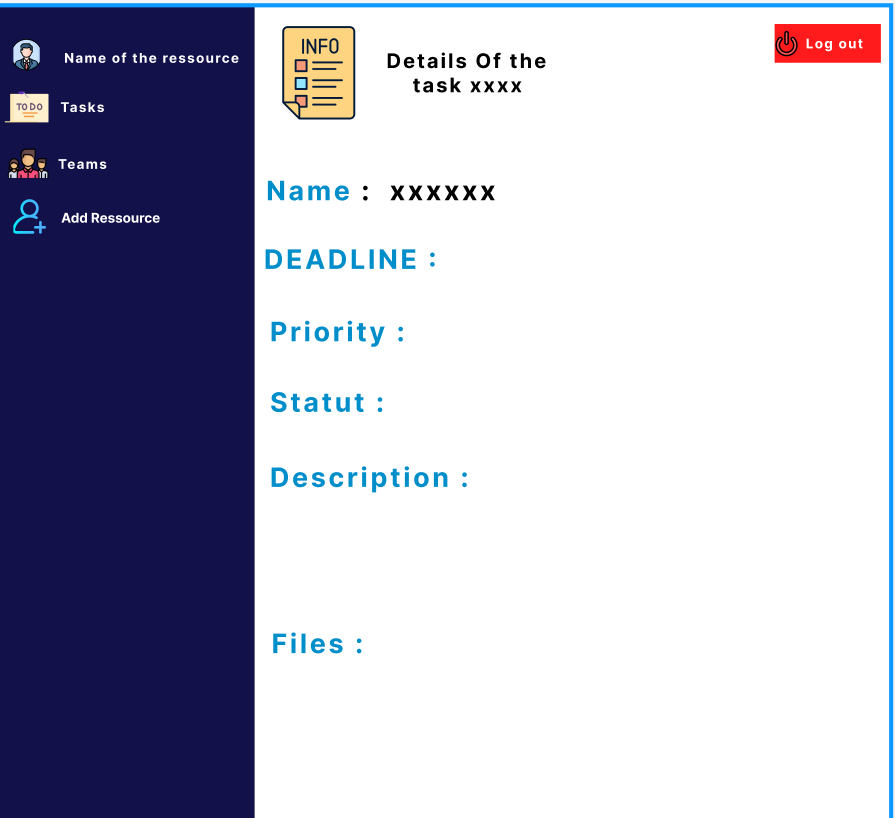 Name of the ressource
TO DO
Tasks
Teams
Add Ressource
INFO
Details Of the
task xxxx
Log out
Name : xxxxxx
DEADLINE :
Priority :
Statut :
Description :
Files :